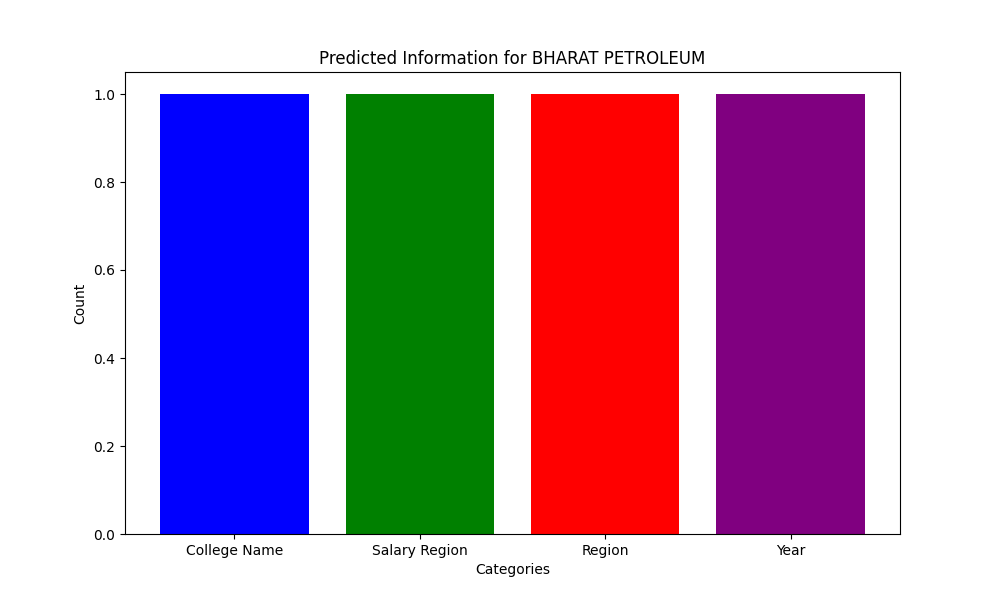 Predicted Information for BHARAT PETROLEUM
1.0
0.8
0.6
0.4
0.2
0.0
Count
College Name
Salary Region
Region
Year
Categories